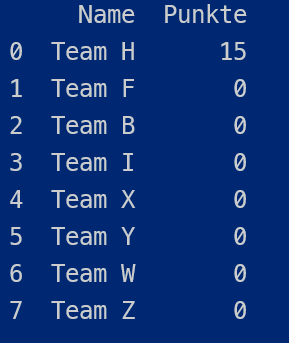 Name Punkte
0 Team H 15
1 Team F 0
2 Team B 0
3 Team I 0
4 Team X 0
5 Team Y 0
6 Team W 0
7 Team Z 0